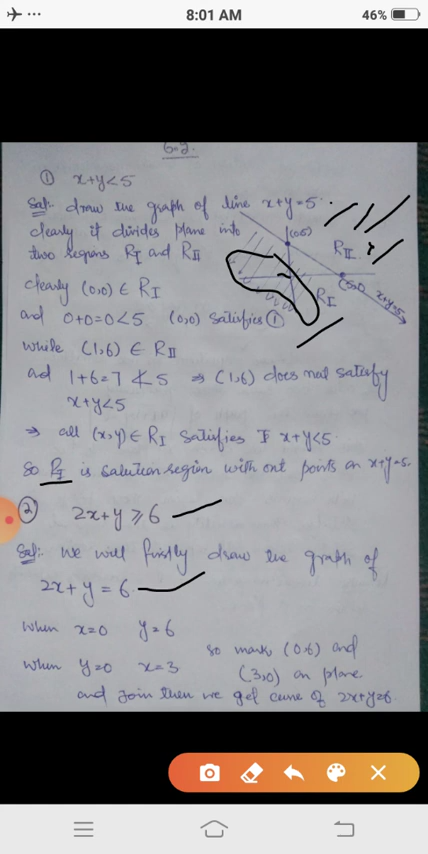 8:01 AM
46%
6.2
① x+y<5
Sol:. draw the graph of line x+y=5.
clearly it divides plane into
two regions RI and RII
(0,5)
RII
(5,0)
x+y=5
RI
clearly (0,0) ∈ RI
and 0+0=0<5 (0,0) satisfies ①
while (1,6) ∈ RII
and 1+6=7 ≮ 5 ⇒ (1,6) does not satisfy
x+y<5
⇒ all (x,y) ∈ RI satisfies x+y<5.
So RI is solution region with out points on x+y=5.
② 2x+y ≥ 6
Sol:. We will firstly draw the graph of
2x+y = 6.
when x=0 y=6
so mark (0,6) and
when y=0 x=3
(3,0) on plane
and join then we get curve of 2x+y=6